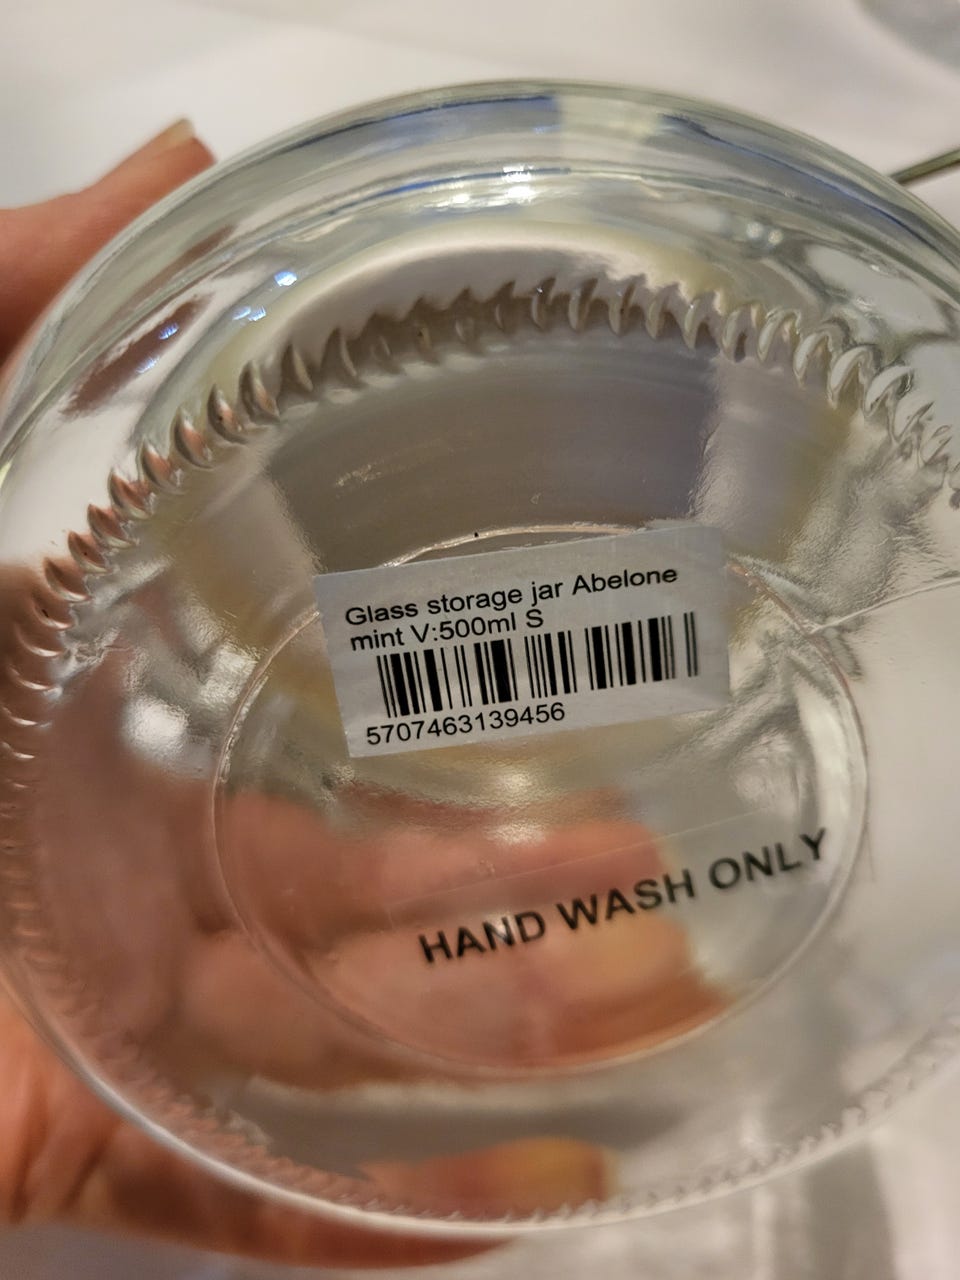 Glass storage jar Abelone
mint V:500ml S
5707463139456
HAND WASH ONLY